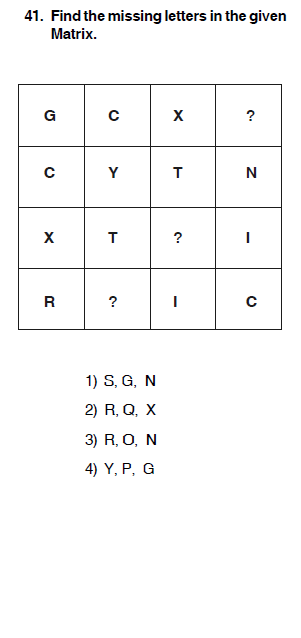 41. Find the missing letters in the given
Matrix.
G C X ?
C Y T N
X T ? I
R ? I C
1) S, G, N
2) R, Q, X
3) R, O, N
4) Y, P, G